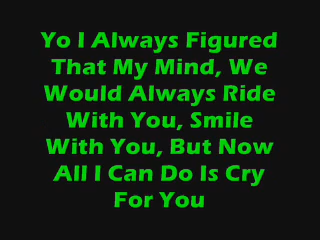 Yo I Always Figured
That My Mind, We
Would Always Ride
With You, Smile
With You, But Now
All I Can Do Is Cry
For You